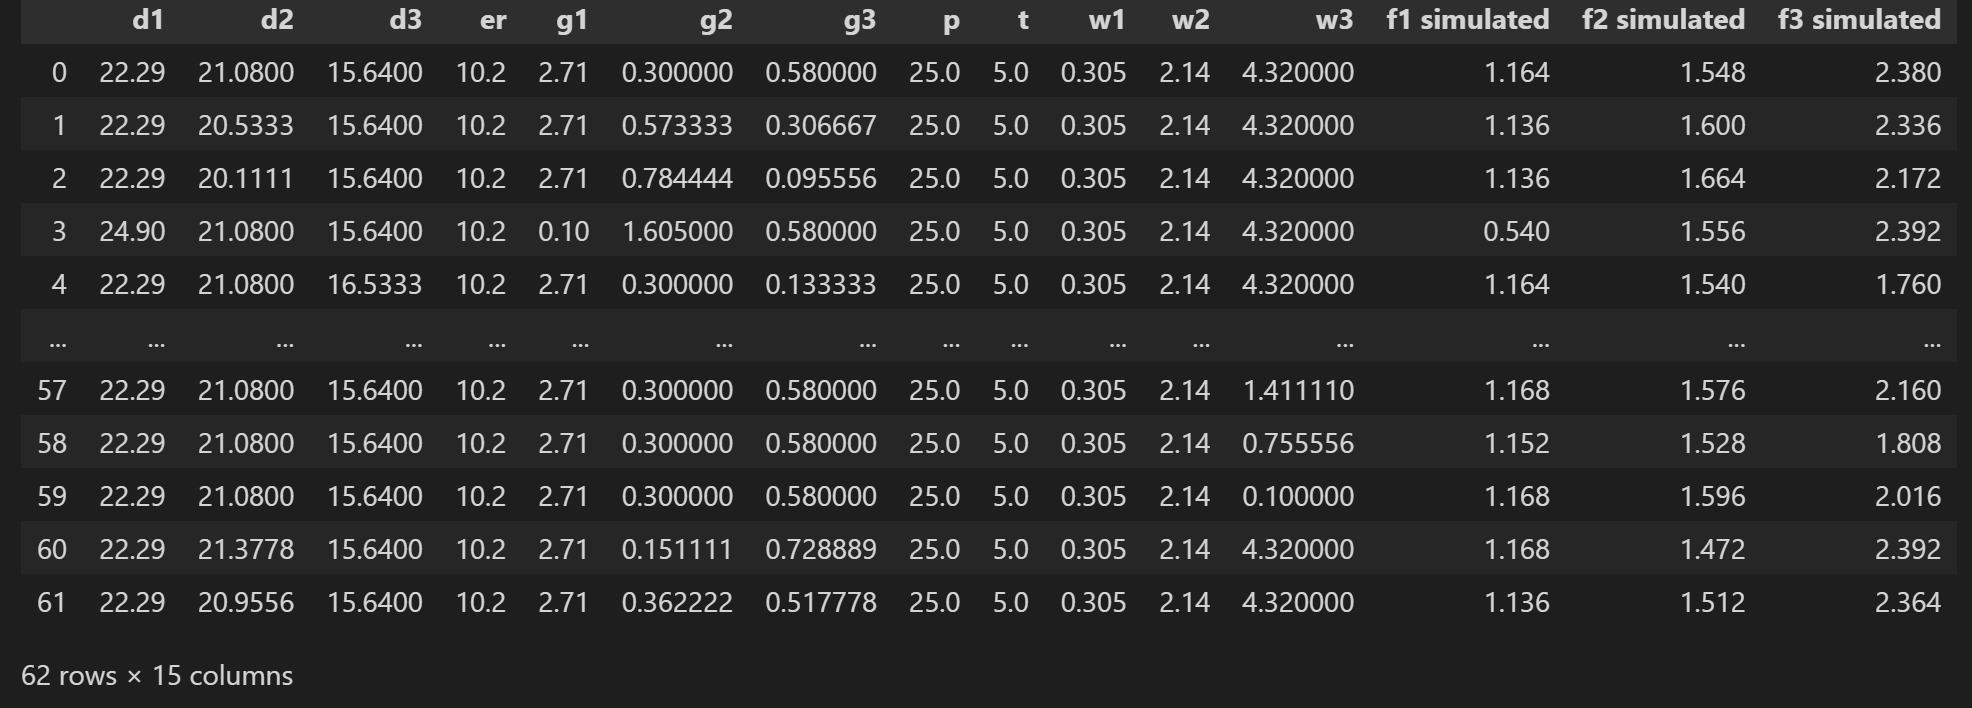 d1 d2 d3 er g1 g2 g3 p t w1 w2 w3 f1 simulated f2 simulated f3 simulated
0 22.29 21.0800 15.6400 10.2 2.71 0.300000 0.580000 25.0 5.0 0.305 2.14 4.320000 1.164 1.548 2.380
1 22.29 20.5333 15.6400 10.2 2.71 0.573333 0.306667 25.0 5.0 0.305 2.14 4.320000 1.136 1.600 2.336
2 22.29 20.1111 15.6400 10.2 2.71 0.784444 0.095556 25.0 5.0 0.305 2.14 4.320000 1.136 1.664 2.172
3 24.90 21.0800 15.6400 10.2 0.10 1.605000 0.580000 25.0 5.0 0.305 2.14 4.320000 0.540 1.556 2.392
4 22.29 21.0800 16.5333 10.2 2.71 0.300000 0.133333 25.0 5.0 0.305 2.14 4.320000 1.164 1.540 1.760
... ... ... ... ... ... ... ... ... ... ... ... ... ... ... ...
57 22.29 21.0800 15.6400 10.2 2.71 0.300000 0.580000 25.0 5.0 0.305 2.14 1.411110 1.168 1.576 2.160
58 22.29 21.0800 15.6400 10.2 2.71 0.300000 0.580000 25.0 5.0 0.305 2.14 0.755556 1.152 1.528 1.808
59 22.29 21.0800 15.6400 10.2 2.71 0.300000 0.580000 25.0 5.0 0.305 2.14 0.100000 1.168 1.596 2.016
60 22.29 21.3778 15.6400 10.2 2.71 0.151111 0.728889 25.0 5.0 0.305 2.14 4.320000 1.168 1.472 2.392
61 22.29 20.9556 15.6400 10.2 2.71 0.362222 0.517778 25.0 5.0 0.305 2.14 4.320000 1.136 1.512 2.364
62 rows × 15 columns